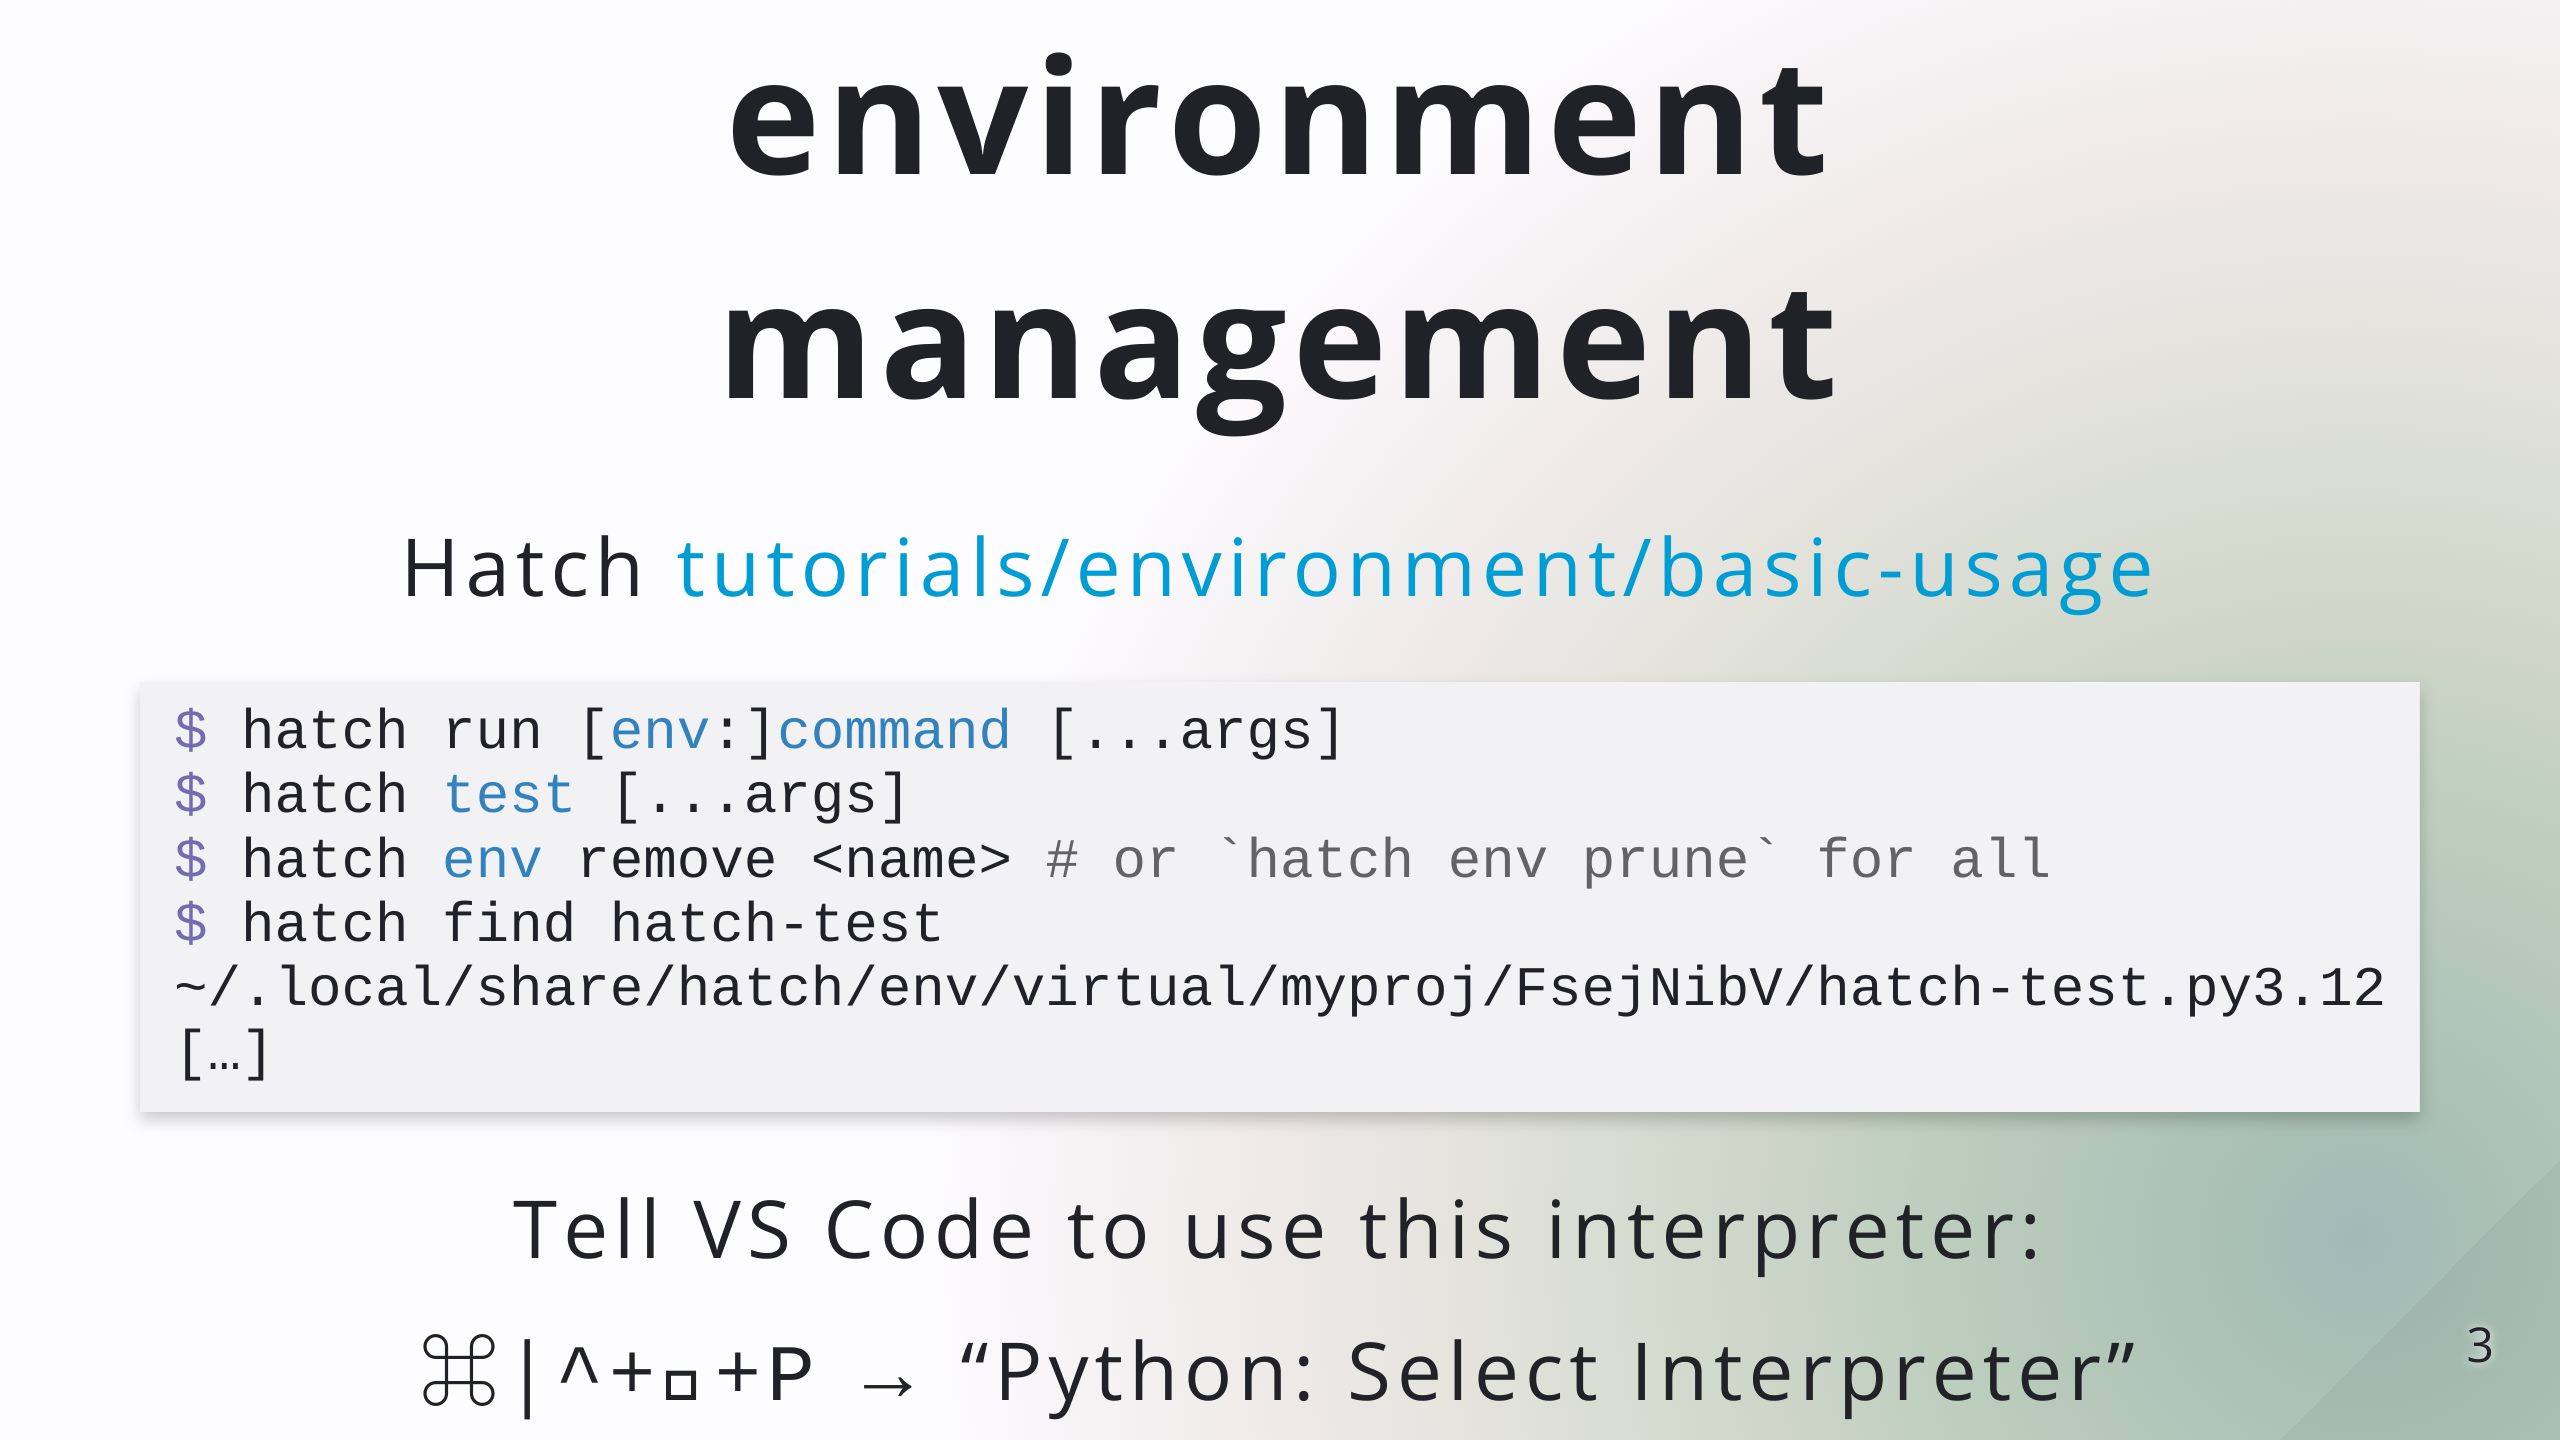 environment
management
Hatch tutorials/environment/basic-usage
$ hatch run [env:]command [...args]
$ hatch test [...args]
$ hatch env remove <name> # or `hatch env prune` for all
$ hatch find hatch-test
~/.local/share/hatch/env/virtual/myproj/FsejNibV/hatch-test.py3.12
[…]
Tell VS Code to use this interpreter:
⌘|^+▯+P → “Python: Select Interpreter”
3